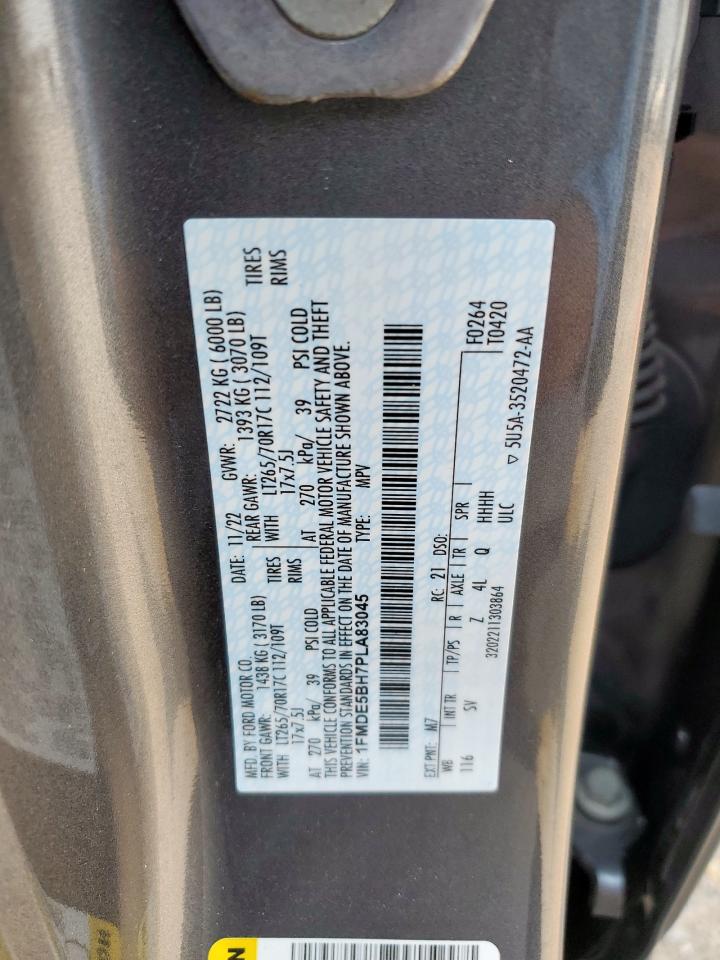 MFD. BY FORD MOTOR CO. DATE: 11/22 GVWR: 2722 KG ( 6000 LB)
FRONT GAWR: 1438 KG ( 3170 LB) REAR GAWR: 1393 KG ( 3070 LB)
WITH LT265/70R17C 112/109T TIRES WITH LT265/70R17C 112/109T TIRES
17x7.5J RIMS 17x7.5J RIMS
AT 270 kPa/ 39 PSI COLD AT 270 kPa/ 39 PSI COLD
THIS VEHICLE CONFORMS TO ALL APPLICABLE FEDERAL MOTOR VEHICLE SAFETY AND THEFT
PREVENTION STANDARDS IN EFFECT ON THE DATE OF MANUFACTURE SHOWN ABOVE.
VIN: 1FMDE5BH7PLA83045 TYPE: MPV
EXT PNT: M7 RC: 21 DSO: F0264
WB INT TR TP/PS R AXLE TR SPR T0420
116 SV Z 4L Q HHHH
3202211303864 ULC ▽ 5U5A-3520472-AA